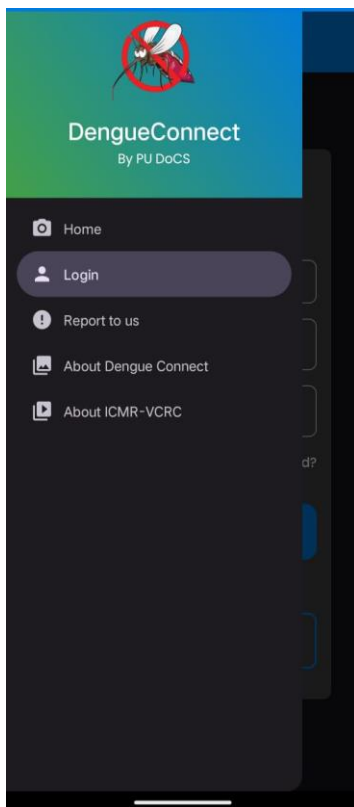 DengueConnect
By PU DoCS
Home
Login
Report to us
About Dengue Connect
About ICMR-VCRC
d?